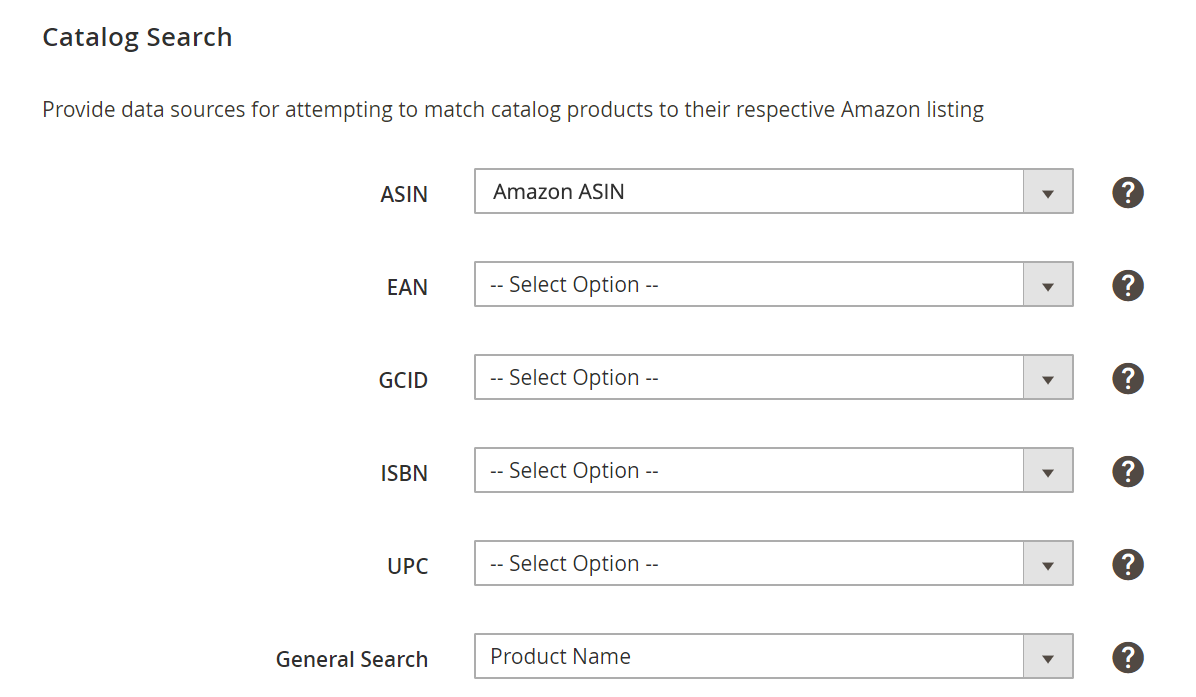 Catalog Search
Provide data sources for attempting to match catalog products to their respective Amazon listing
ASIN Amazon ASIN ?
EAN -- Select Option -- ?
GCID -- Select Option -- ?
ISBN -- Select Option -- ?
UPC -- Select Option -- ?
General Search Product Name ?